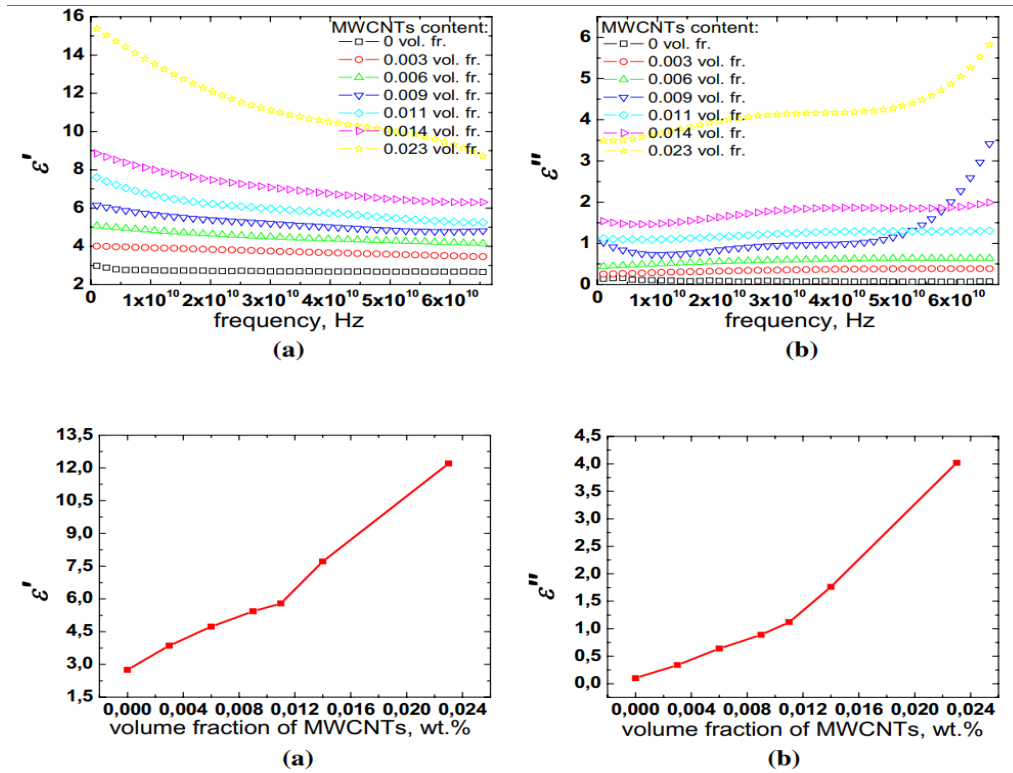 16
14
12
10
8
6
4
2
ε'
MWCNTs content:
0 vol. fr.
0.003 vol. fr.
0.006 vol. fr.
0.009 vol. fr.
0.011 vol. fr.
0.014 vol. fr.
0.023 vol. fr.
0 1x10¹⁰ 2x10¹⁰ 3x10¹⁰ 4x10¹⁰ 5x10¹⁰ 6x10¹⁰
frequency, Hz
(a)
6
5
4
3
2
1
0
ε"
MWCNTs content:
0 vol. fr.
0.003 vol. fr.
0.006 vol. fr.
0.009 vol. fr.
0.011 vol. fr.
0.014 vol. fr.
0.023 vol. fr.
0 1x10¹⁰ 2x10¹⁰ 3x10¹⁰ 4x10¹⁰ 5x10¹⁰ 6x10¹⁰
frequency, Hz
(b)
13,5
12,0
10,5
9,0
7,5
6,0
4,5
3,0
1,5
ε'
0,000 0,004 0,008 0,012 0,016 0,020 0,024
volume fraction of MWCNTs, wt.%
(a)
4,5
4,0
3,5
3,0
2,5
2,0
1,5
1,0
0,5
0,0
ε"
0,000 0,004 0,008 0,012 0,016 0,020 0,024
volume fraction of MWCNTs, wt.%
(b)